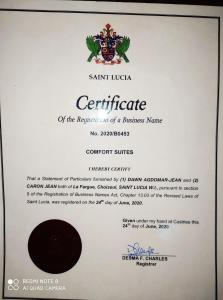 SAINT LUCIA
Certificate
Of the Registration of a Business Name
No. 2020/B0453
COMFORT SUITES
I HEREBY CERTIFY
That a Statement of Particulars furnished by (1) DAWN AGDOMAR-JEAN and (2)
CARON JEAN both of La Fargue, Choiseul, SAINT LUCIA W.I., pursuant to section
5 of the Registration of Business Names Act, Chapter 13.03 of the Revised Laws of
Saint Lucia, was registered on the 24th day of June, 2020.
Given under my hand at Castries this
24th day of June, 2020
DESMA F. CHARLES
Registrar
REDMI NOTE 8
AI QUAD CAMERA